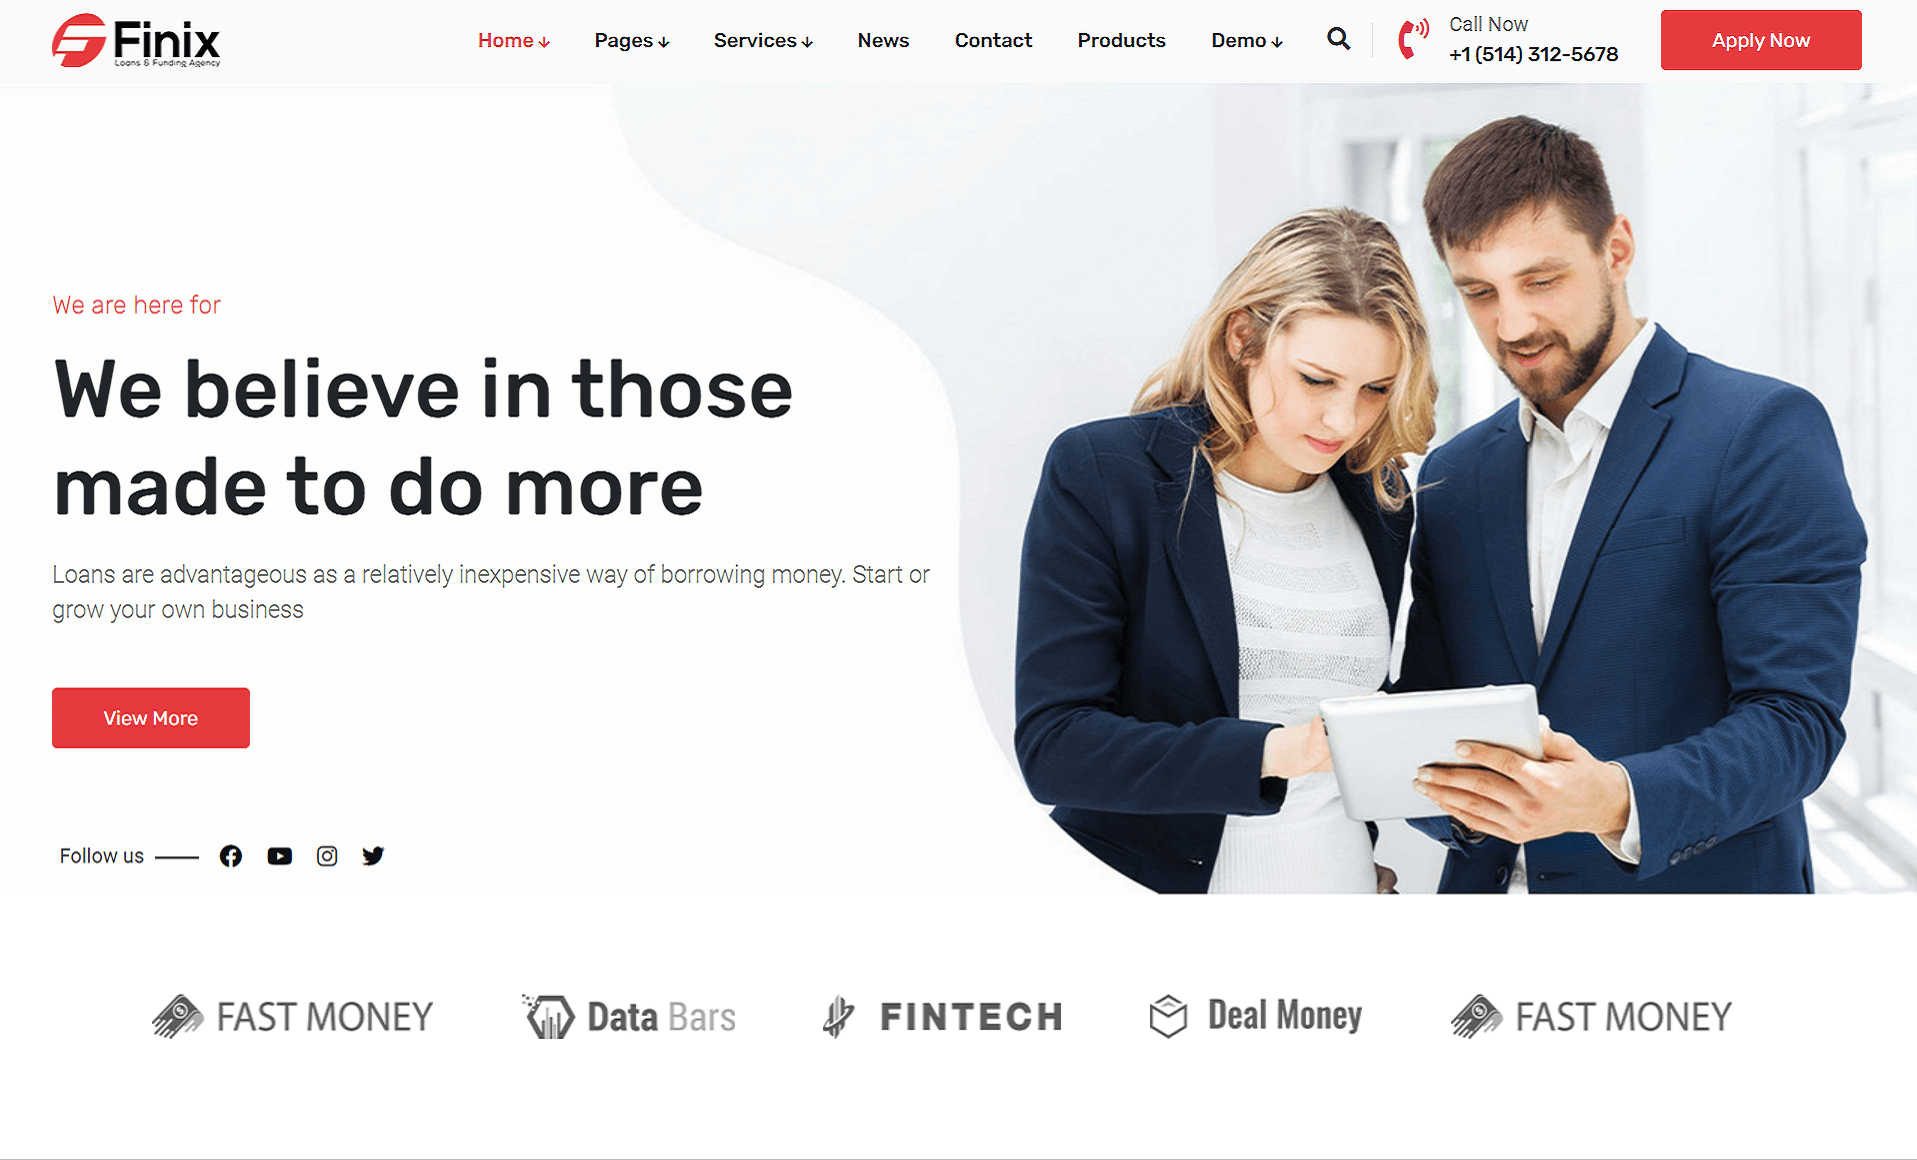 Finix
Loans & Funding Agency
Home
Pages
Services
News
Contact
Products
Demo
Call Now
+1 (514) 312-5678
Apply Now
We are here for
We believe in those
made to do more
Loans are advantageous as a relatively inexpensive way of borrowing money. Start or
grow your own business
View More
Follow us
FAST MONEY
Data Bars
FINTECH
Deal Money
FAST MONEY